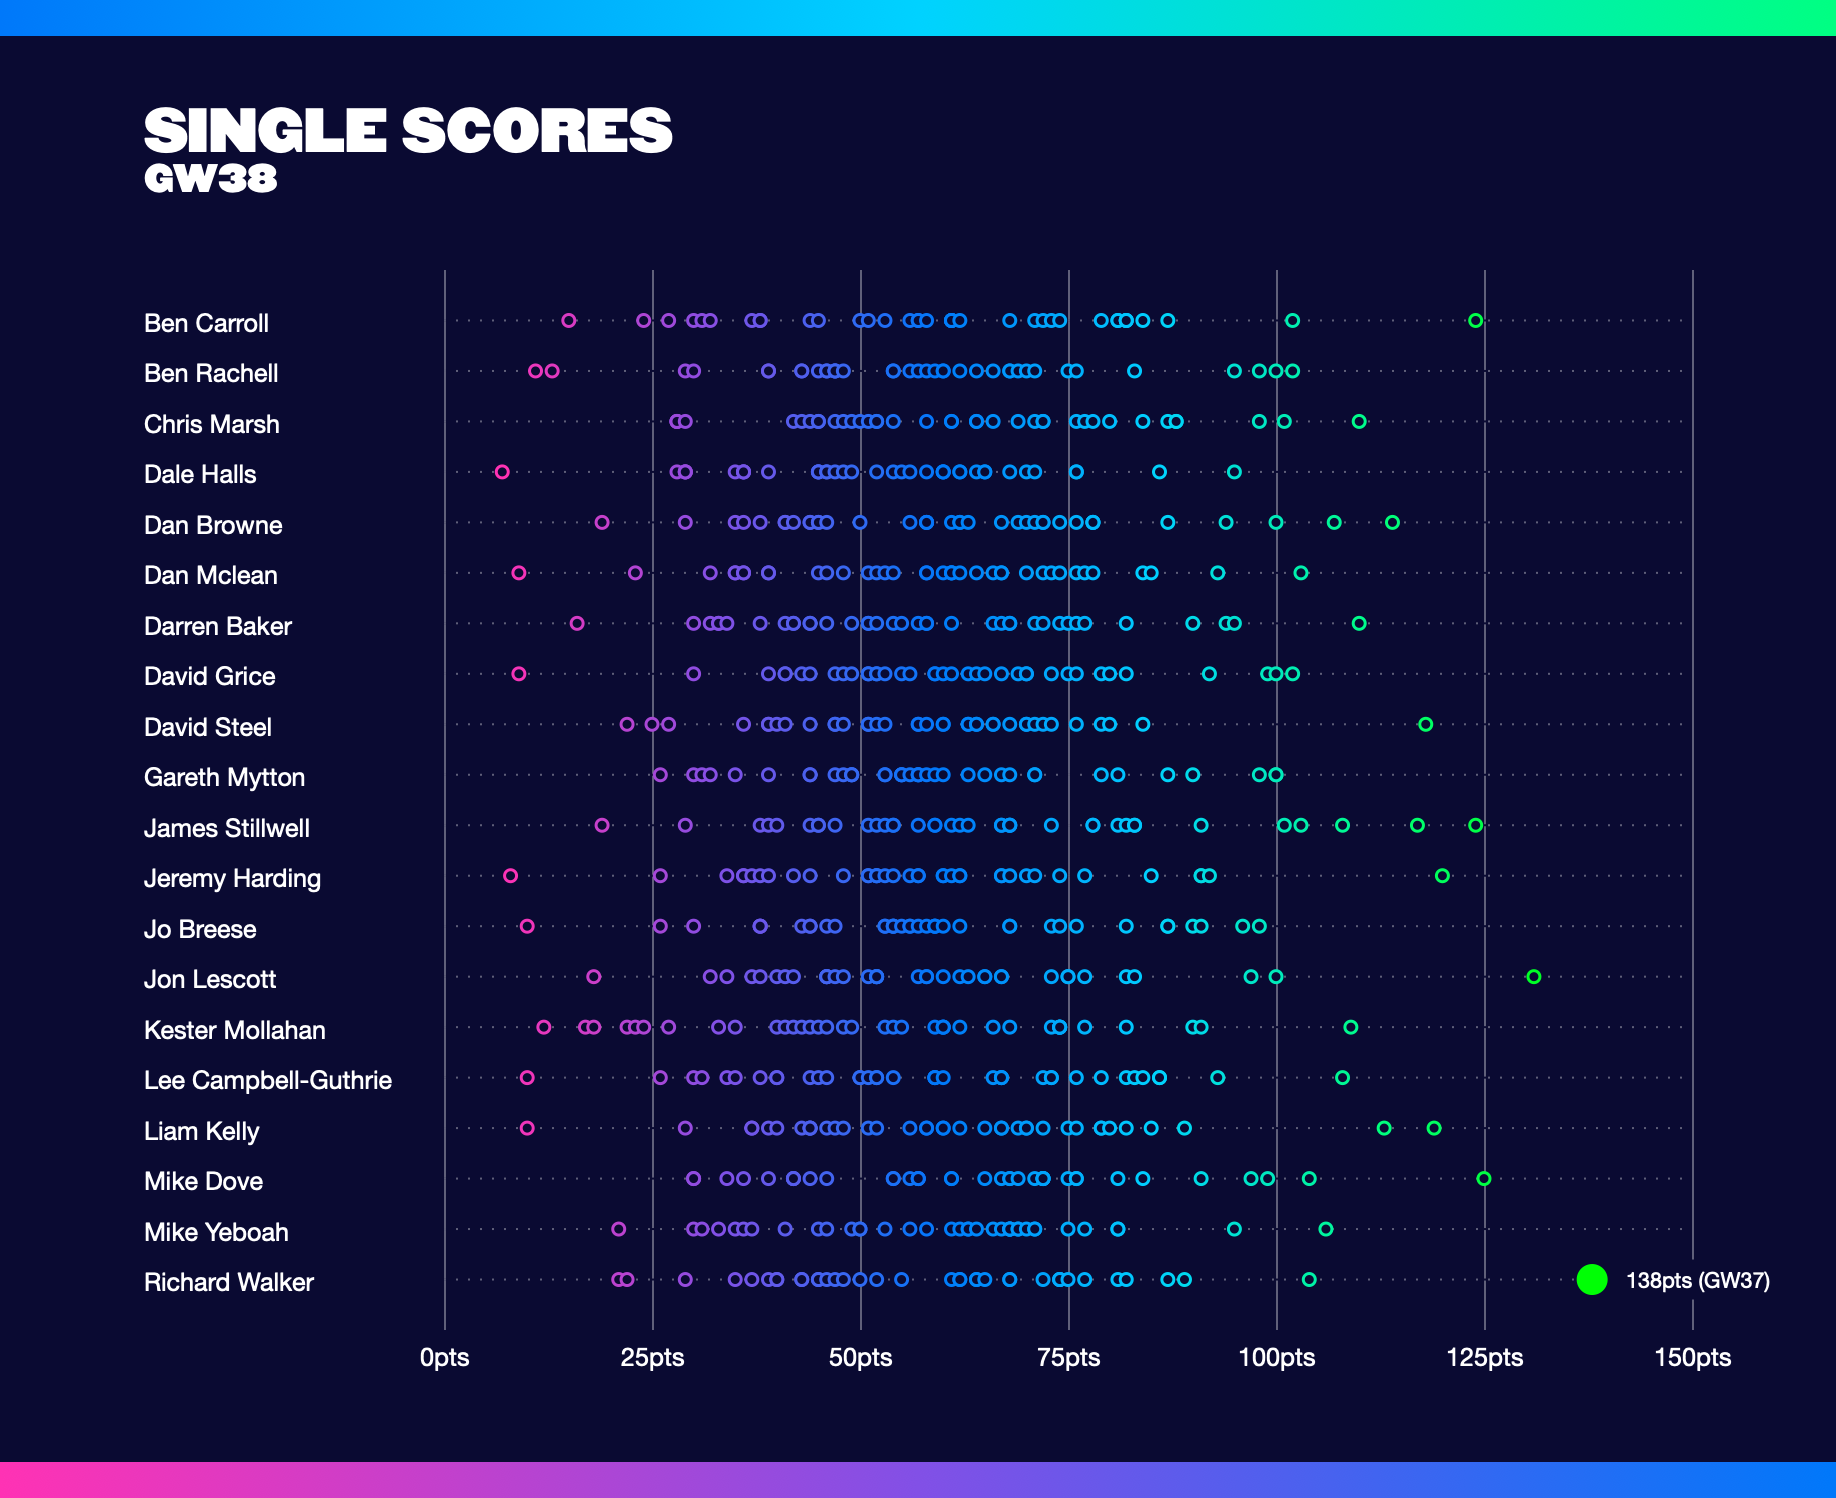 SINGLE SCORES
GW38
Ben Carroll
Ben Rachell
Chris Marsh
Dale Halls
Dan Browne
Dan Mclean
Darren Baker
David Grice
David Steel
Gareth Mytton
James Stillwell
Jeremy Harding
Jo Breese
Jon Lescott
Kester Mollahan
Lee Campbell-Guthrie
Liam Kelly
Mike Dove
Mike Yeboah
Richard Walker 138pts (GW37)
0pts 25pts 50pts 75pts 100pts 125pts 150pts